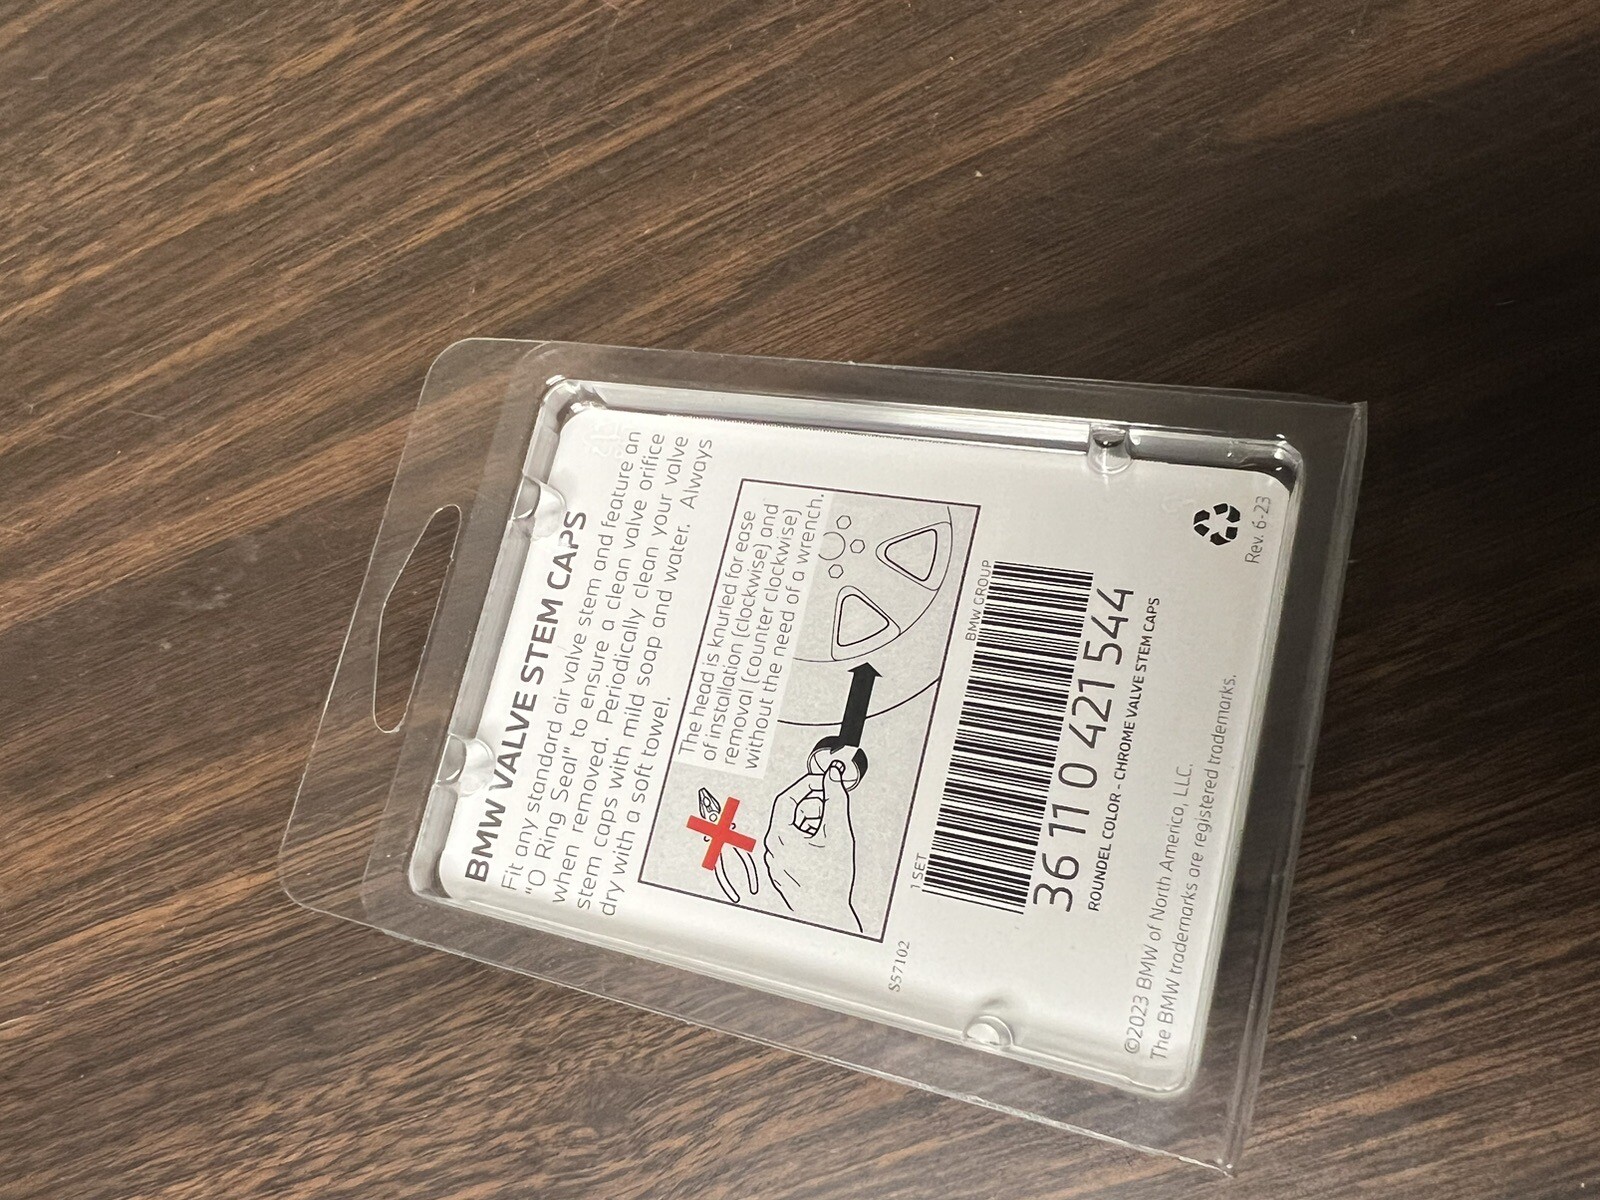 BMW VALVE STEM CAPS
Fit any standard air valve stem and feature an
"O Ring Seal" to ensure a clean valve orifice
when removed. Periodically clean your valve
stem caps with mild soap and water. Always
dry with a soft towel.
The head is knurled for ease
of installation (clockwise) and
removal (counter clockwise)
without the need of a wrench.
S57102
1 SET
BMW GROUP
36 11 0 421 544
ROUNDEL COLOR - CHROME VALVE STEM CAPS
©2023 BMW of North America, LLC.
The BMW trademarks are registered trademarks.
Rev. 6-23